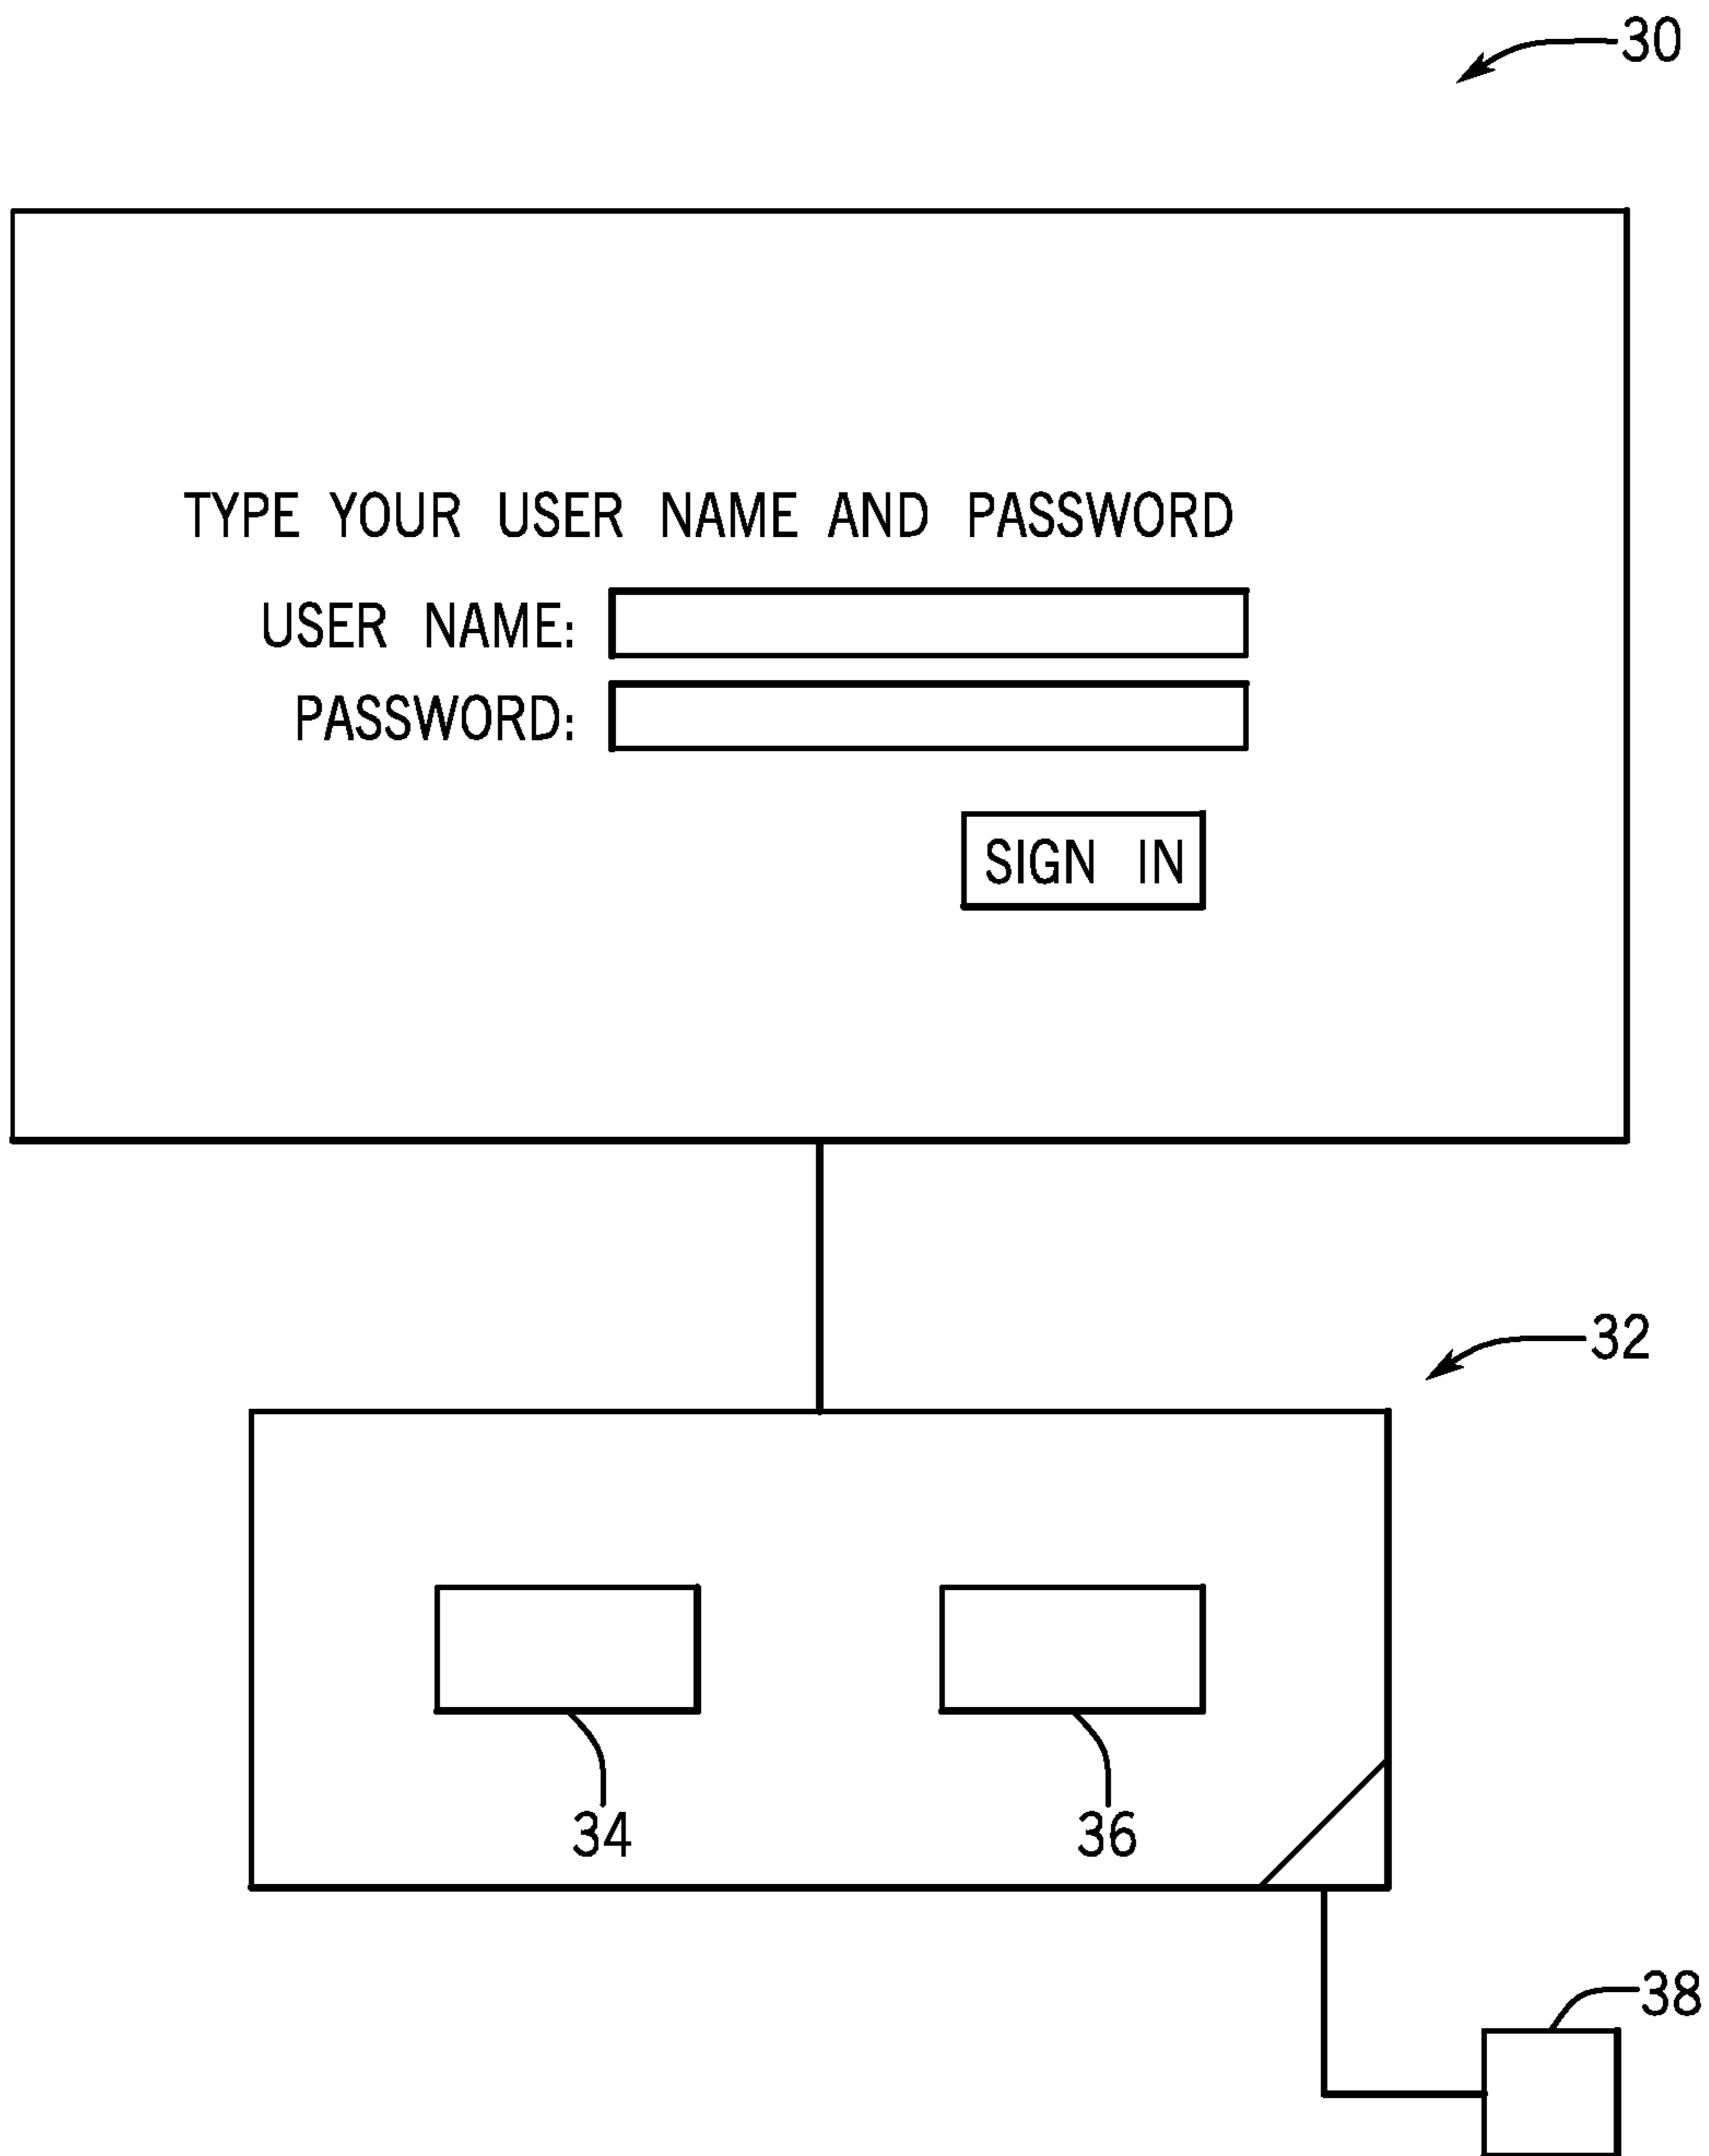 30
TYPE YOUR USER NAME AND PASSWORD
USER NAME:
PASSWORD:
SIGN IN
32
34 36
38